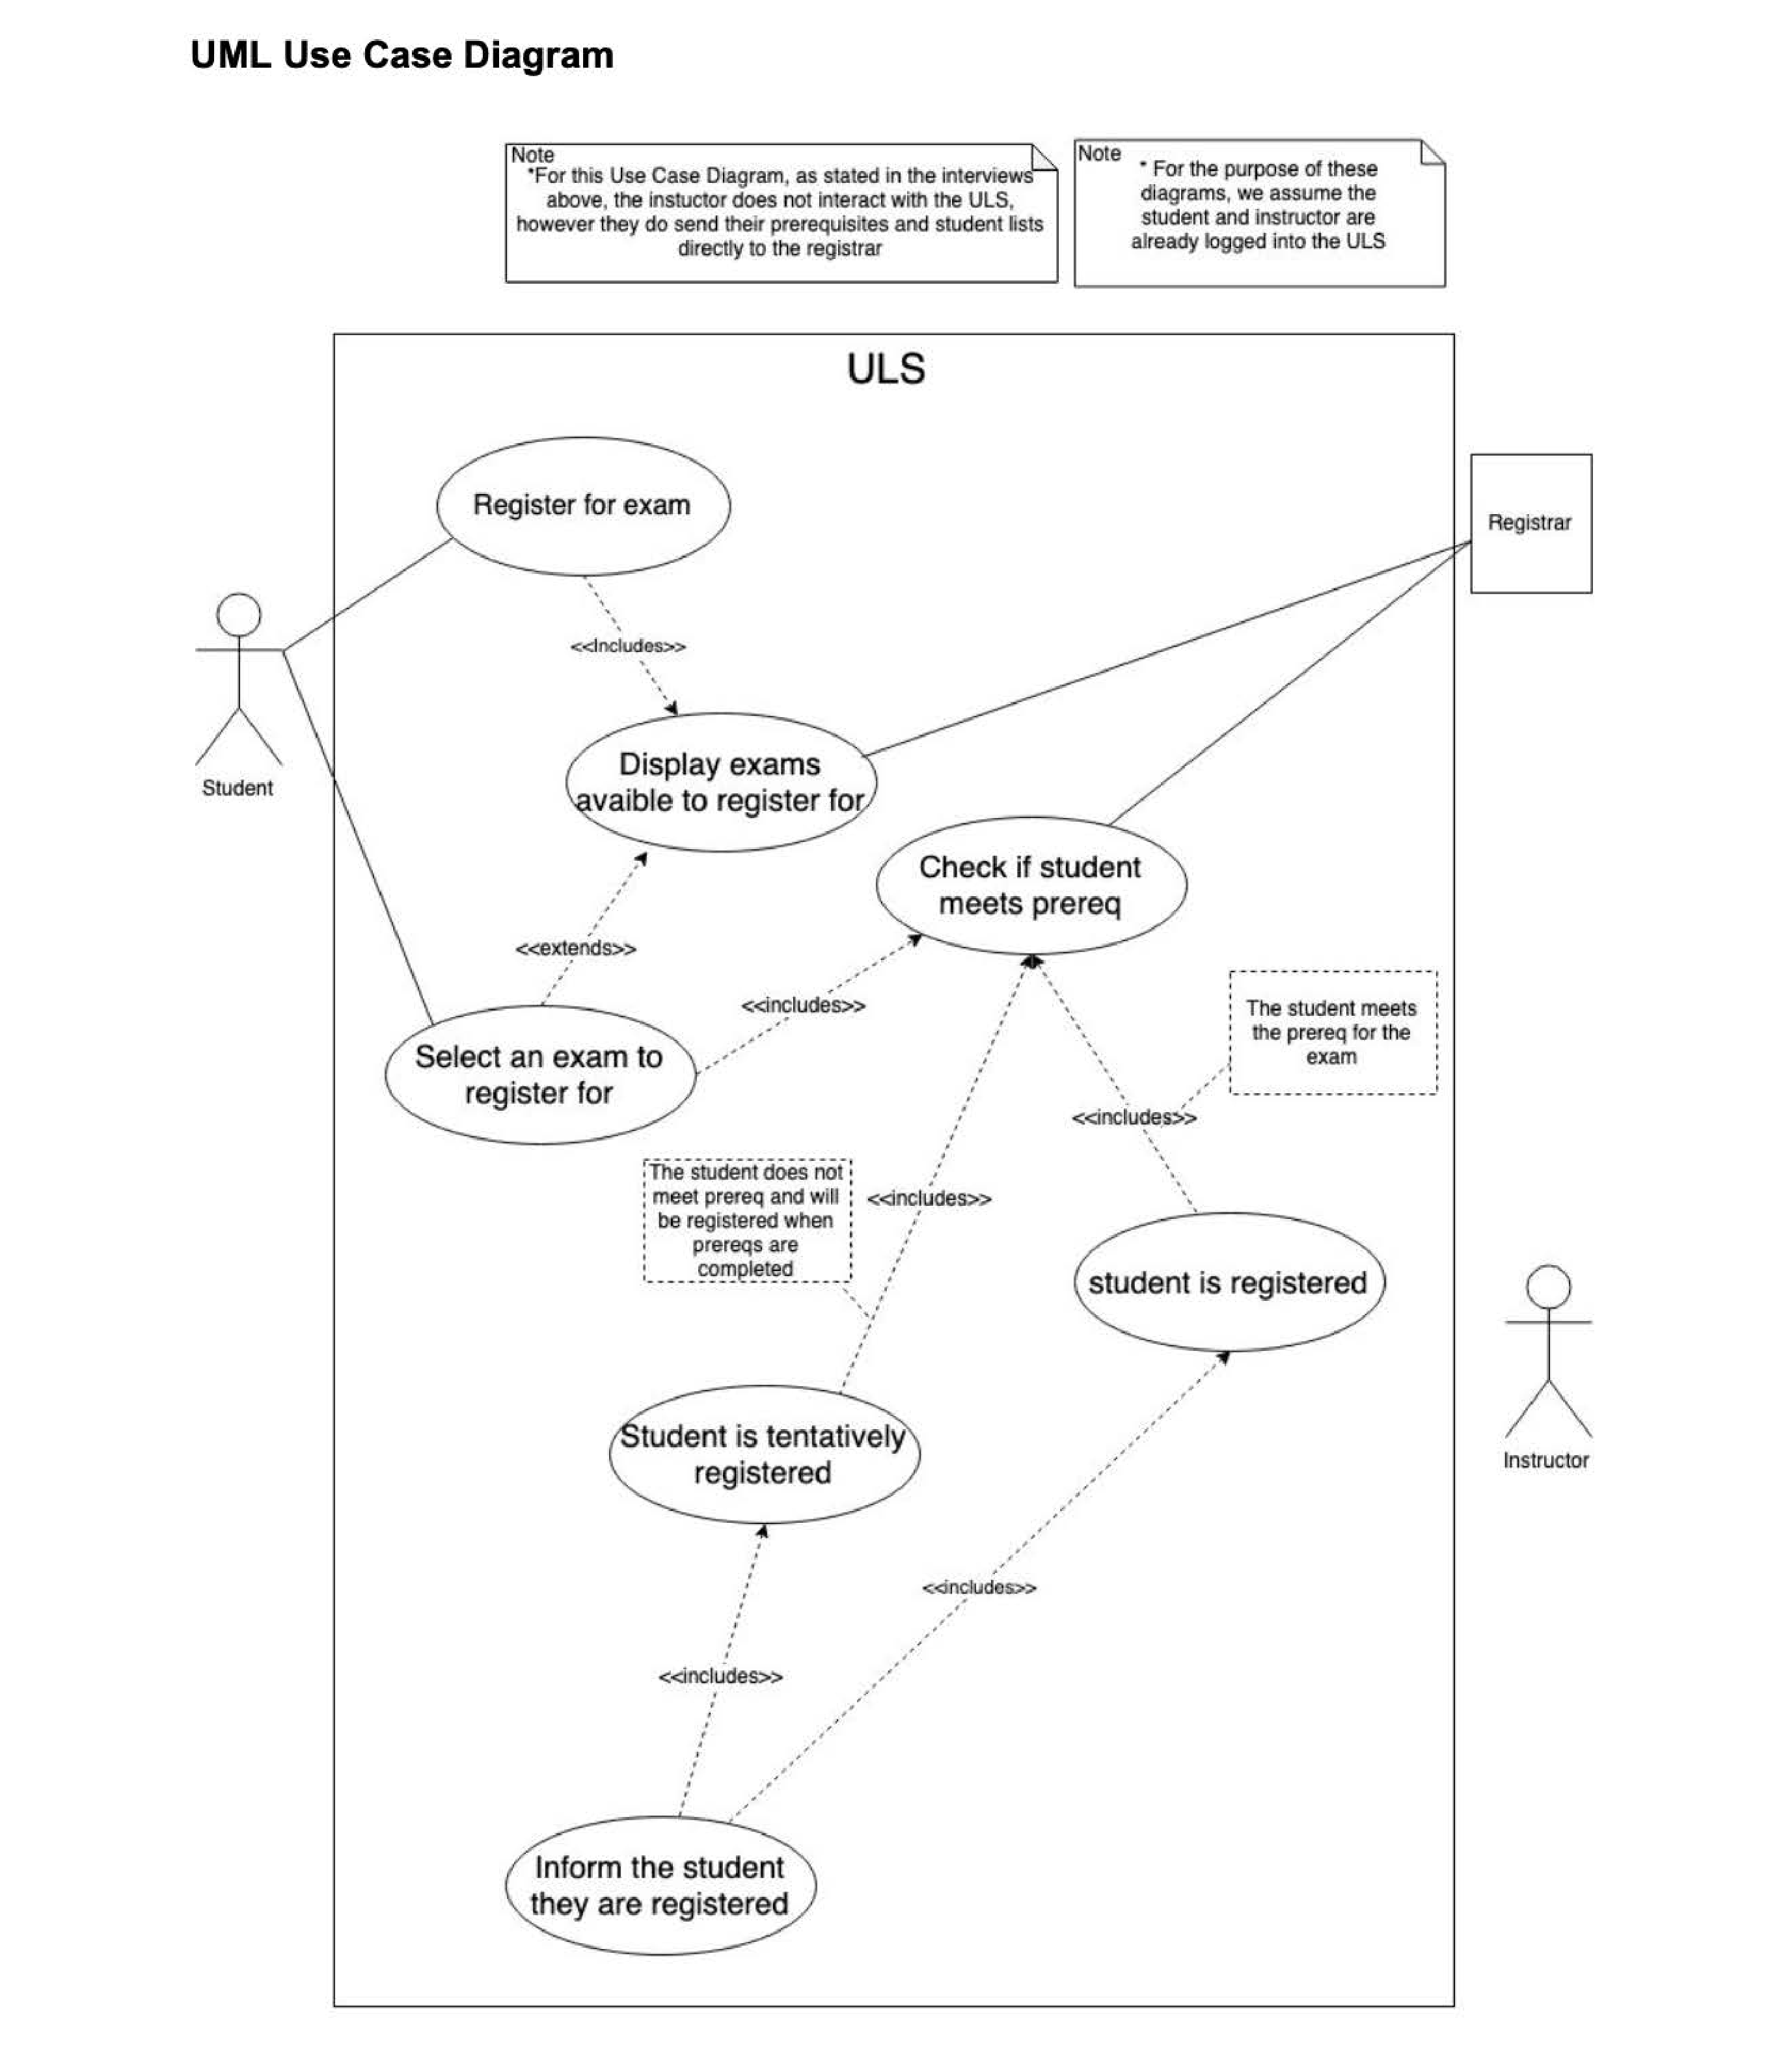 UML Use Case Diagram
Note
*For this Use Case Diagram, as stated in the interviews
above, the instuctor does not interact with the ULS,
however they do send their prerequisites and student lists
directly to the registrar
Note
* For the purpose of these
diagrams, we assume the
student and instructor are
already logged into the ULS
ULS
Register for exam
Registrar
<<Includes>>
Student
Display exams
avaible to register for
Check if student
meets prereq
<<extends>>
<<includes>>
The student meets
the prereq for the
exam
Select an exam to
register for
<<includes>>
The student does not
meet prereq and will
be registered when
prereqs are
completed
<<includes>>
student is registered
Student is tentatively
registered
Instructor
<<includes>>
<<includes>>
Inform the student
they are registered